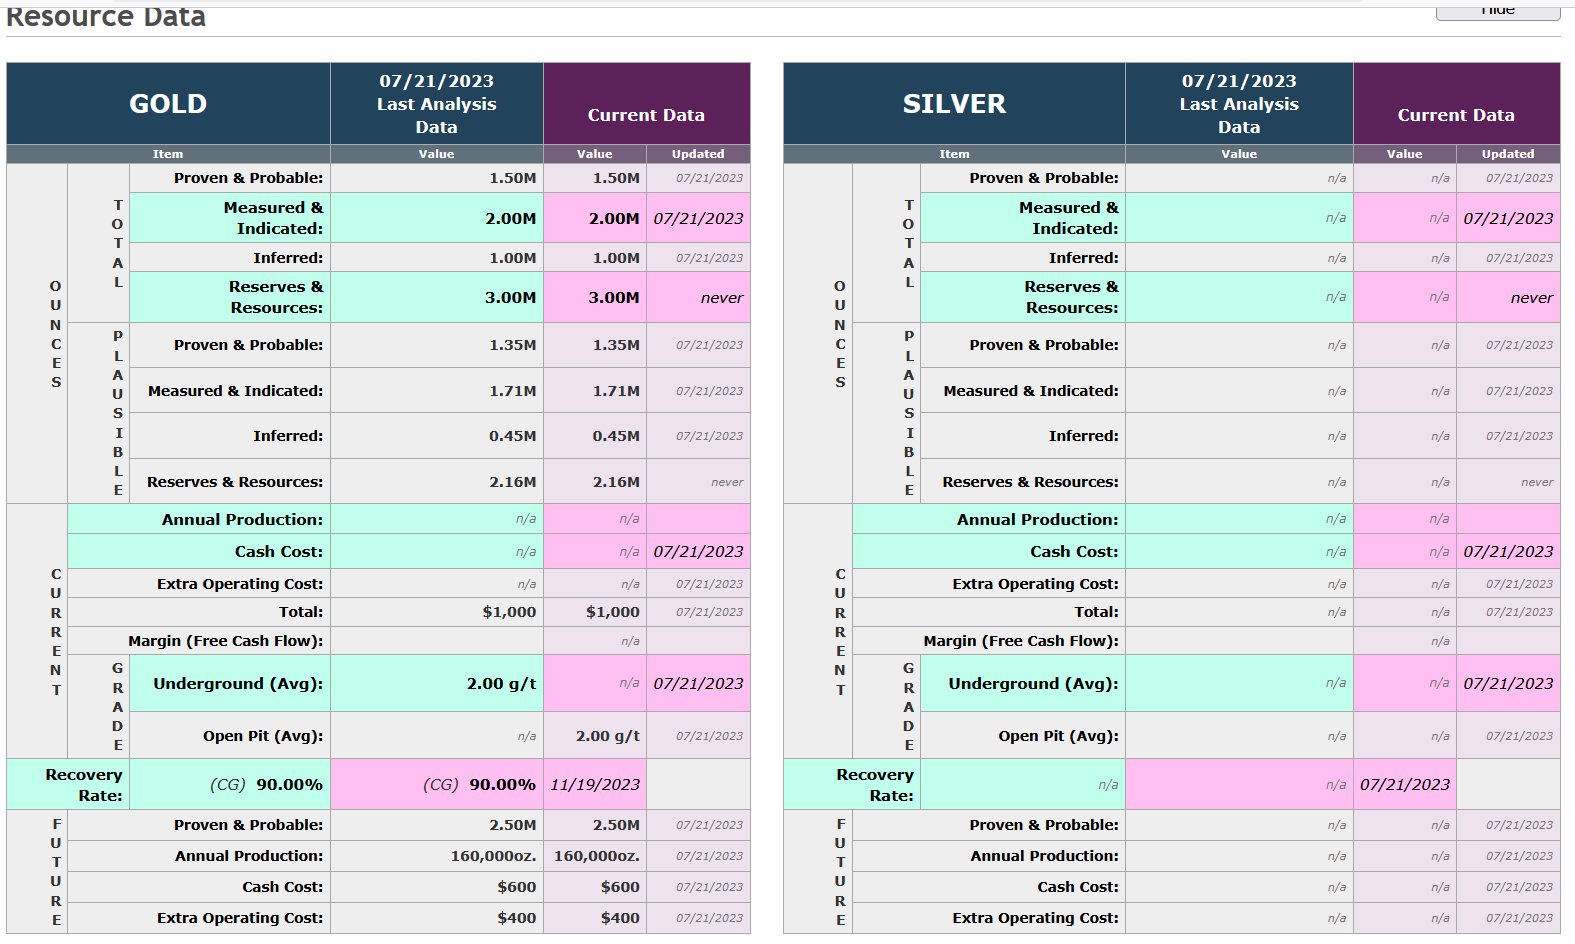 Resource Data
Hide
GOLD
07/21/2023
Last Analysis
Data
Current Data
Item Value Value Updated
OUNCES
TOTAL
Proven & Probable: 1.50M 1.50M 07/21/2023
Measured &
Indicated: 2.00M 2.00M 07/21/2023
Inferred: 1.00M 1.00M 07/21/2023
Reserves &
Resources: 3.00M 3.00M never
PLAUSIBLE
Proven & Probable: 1.35M 1.35M 07/21/2023
Measured & Indicated: 1.71M 1.71M 07/21/2023
Inferred: 0.45M 0.45M 07/21/2023
Reserves & Resources: 2.16M 2.16M never
CURRENT
Annual Production: n/a n/a
Cash Cost: n/a n/a 07/21/2023
Extra Operating Cost: n/a n/a 07/21/2023
Total: $1,000 $1,000 07/21/2023
Margin (Free Cash Flow): n/a
GRADE
Underground (Avg): 2.00 g/t n/a 07/21/2023
Open Pit (Avg): n/a 2.00 g/t 07/21/2023
Recovery
Rate: (CG) 90.00% (CG) 90.00% 11/19/2023
FUTURE
Proven & Probable: 2.50M 2.50M 07/21/2023
Annual Production: 160,000oz. 160,000oz. 07/21/2023
Cash Cost: $600 $600 07/21/2023
Extra Operating Cost: $400 $400 07/21/2023
SILVER
07/21/2023
Last Analysis
Data
Current Data
Item Value Value Updated
OUNCES
TOTAL
Proven & Probable: n/a n/a 07/21/2023
Measured &
Indicated: n/a n/a 07/21/2023
Inferred: n/a n/a 07/21/2023
Reserves &
Resources: n/a n/a never
PLAUSIBLE
Proven & Probable: n/a n/a 07/21/2023
Measured & Indicated: n/a n/a 07/21/2023
Inferred: n/a n/a 07/21/2023
Reserves & Resources: n/a n/a never
CURRENT
Annual Production: n/a n/a
Cash Cost: n/a n/a 07/21/2023
Extra Operating Cost: n/a n/a 07/21/2023
Total: n/a n/a 07/21/2023
Margin (Free Cash Flow): n/a
GRADE
Underground (Avg): n/a n/a 07/21/2023
Open Pit (Avg): n/a n/a 07/21/2023
Recovery
Rate: n/a n/a 07/21/2023
FUTURE
Proven & Probable: n/a n/a 07/21/2023
Annual Production: n/a n/a 07/21/2023
Cash Cost: n/a n/a 07/21/2023
Extra Operating Cost: n/a n/a 07/21/2023